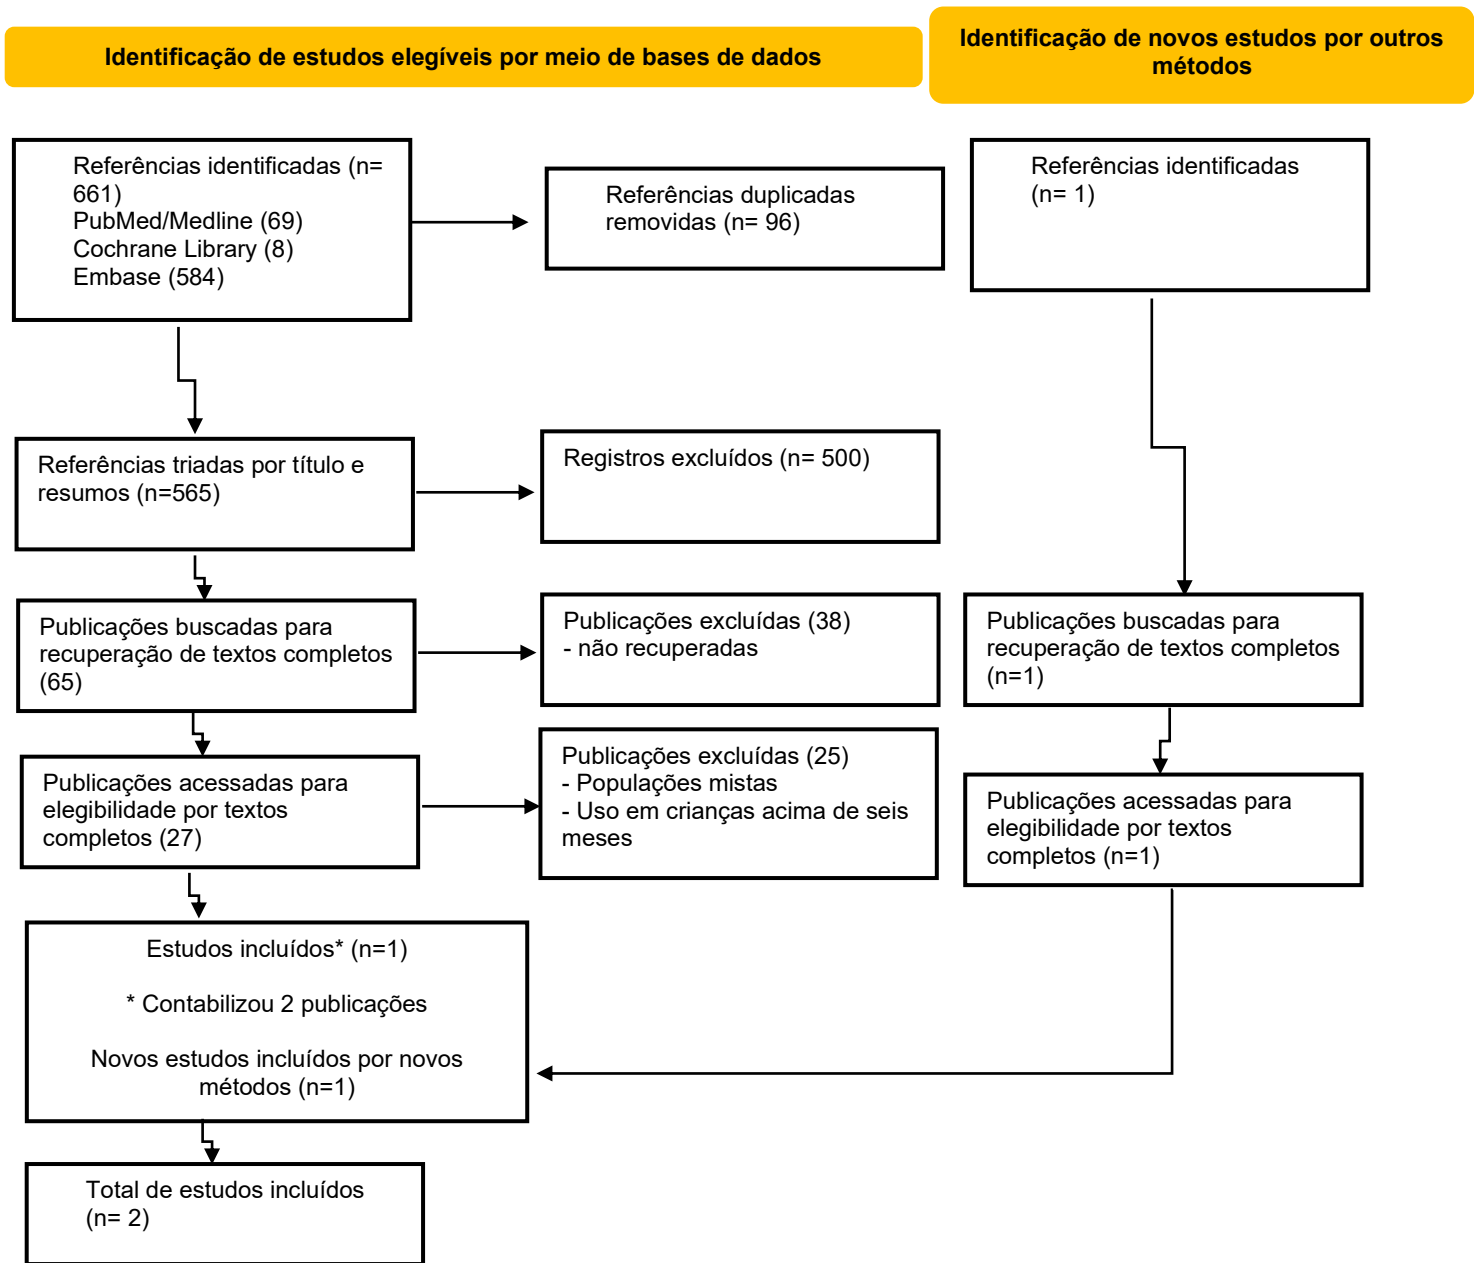 Identificação de estudos elegíveis por meio de bases de dados
Identificação de novos estudos por outros
métodos
Referências identificadas (n=
661)
PubMed/Medline (69)
Cochrane Library (8)
Embase (584)
Referências duplicadas
removidas (n= 96)
Referências identificadas
(n= 1)
Referências triadas por título e
resumos (n=565)
Registros excluídos (n= 500)
Publicações buscadas para
recuperação de textos completos
(65)
Publicações excluídas (38)
- não recuperadas
Publicações buscadas para
recuperação de textos completos
(n=1)
Publicações acessadas para
elegibilidade por textos
completos (27)
Publicações excluídas (25)
- Populações mistas
- Uso em crianças acima de seis
meses
Publicações acessadas para
elegibilidade por textos
completos (n=1)
Estudos incluídos* (n=1)
* Contabilizou 2 publicações
Novos estudos incluídos por novos
métodos (n=1)
Total de estudos incluídos
(n= 2)